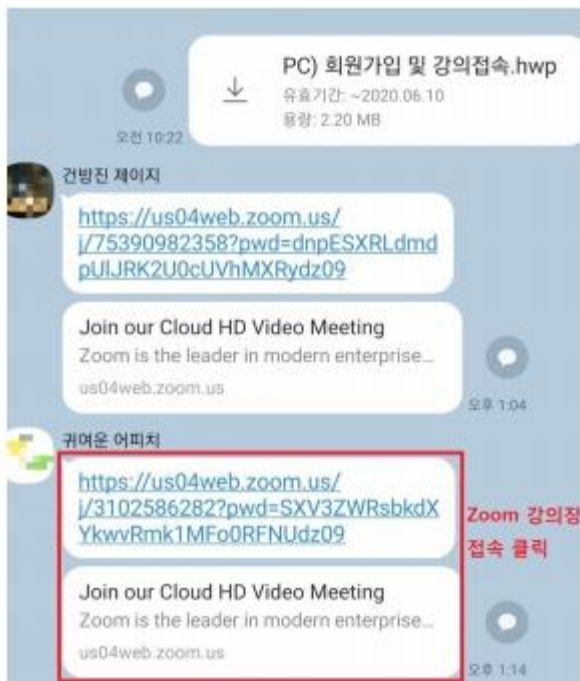 PC) 회원가입 및 강의접속.hwp
유효기간: ~2020.06.10
용량: 2.20 MB
오전 10:22
건방진 제이지
https://us04web.zoom.us/
j/75390982358?pwd=dnpESXRLdmd
pUlJRK2U0cUVhMXRydz09
Join our Cloud HD Video Meeting
Zoom is the leader in modern enterprise...
us04web.zoom.us
오후 1:04
귀여운 어피치
https://us04web.zoom.us/
j/3102586282?pwd=SXV3ZWRsbkdX
YkwvRmk1MFo0RFNUdz09
Zoom 강의장
접속 클릭
Join our Cloud HD Video Meeting
Zoom is the leader in modern enterprise...
us04web.zoom.us
오후 1:14